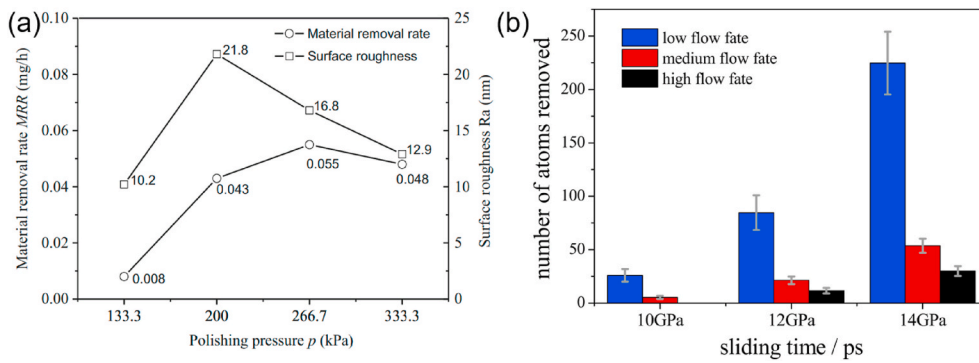 (a)
0.10
0.08
0.06
0.04
0.02
0.00
Material removal rate MRR (mg/h)
Material removal rate
Surface roughness
21.8
16.8
12.9
10.2
0.043
0.055
0.048
0.008
25
20
15
10
5
0
Surface roughness Ra (nm)
133.3 200 266.7 333.3
Polishing pressure p (kPa)
(b)
250
200
150
100
50
0
number of atoms removed
low flow fate
medium flow fate
high flow fate
10GPa 12GPa 14GPa
sliding time / ps